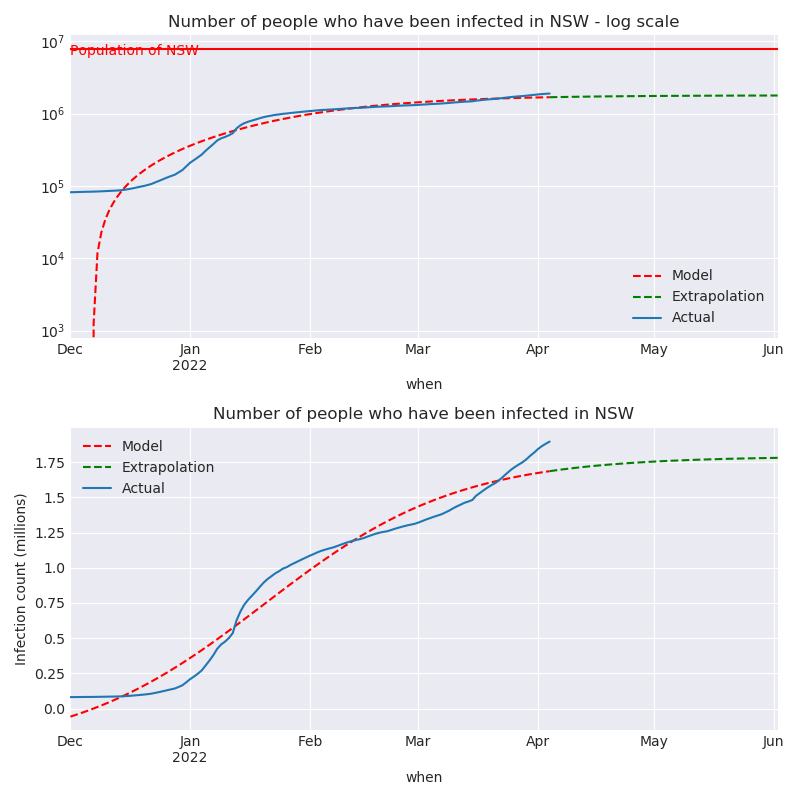 Number of people who have been infected in NSW - log scale
10^7
Population of NSW
10^6
10^5
10^4
10^3
Model
Extrapolation
Actual
Dec Jan Feb Mar Apr May Jun
2022
when
Number of people who have been infected in NSW
Infection count (millions)
1.75
1.5
1.25
1.0
0.75
0.5
0.25
0.0
Model
Extrapolation
Actual
Dec Jan Feb Mar Apr May Jun
2022
when